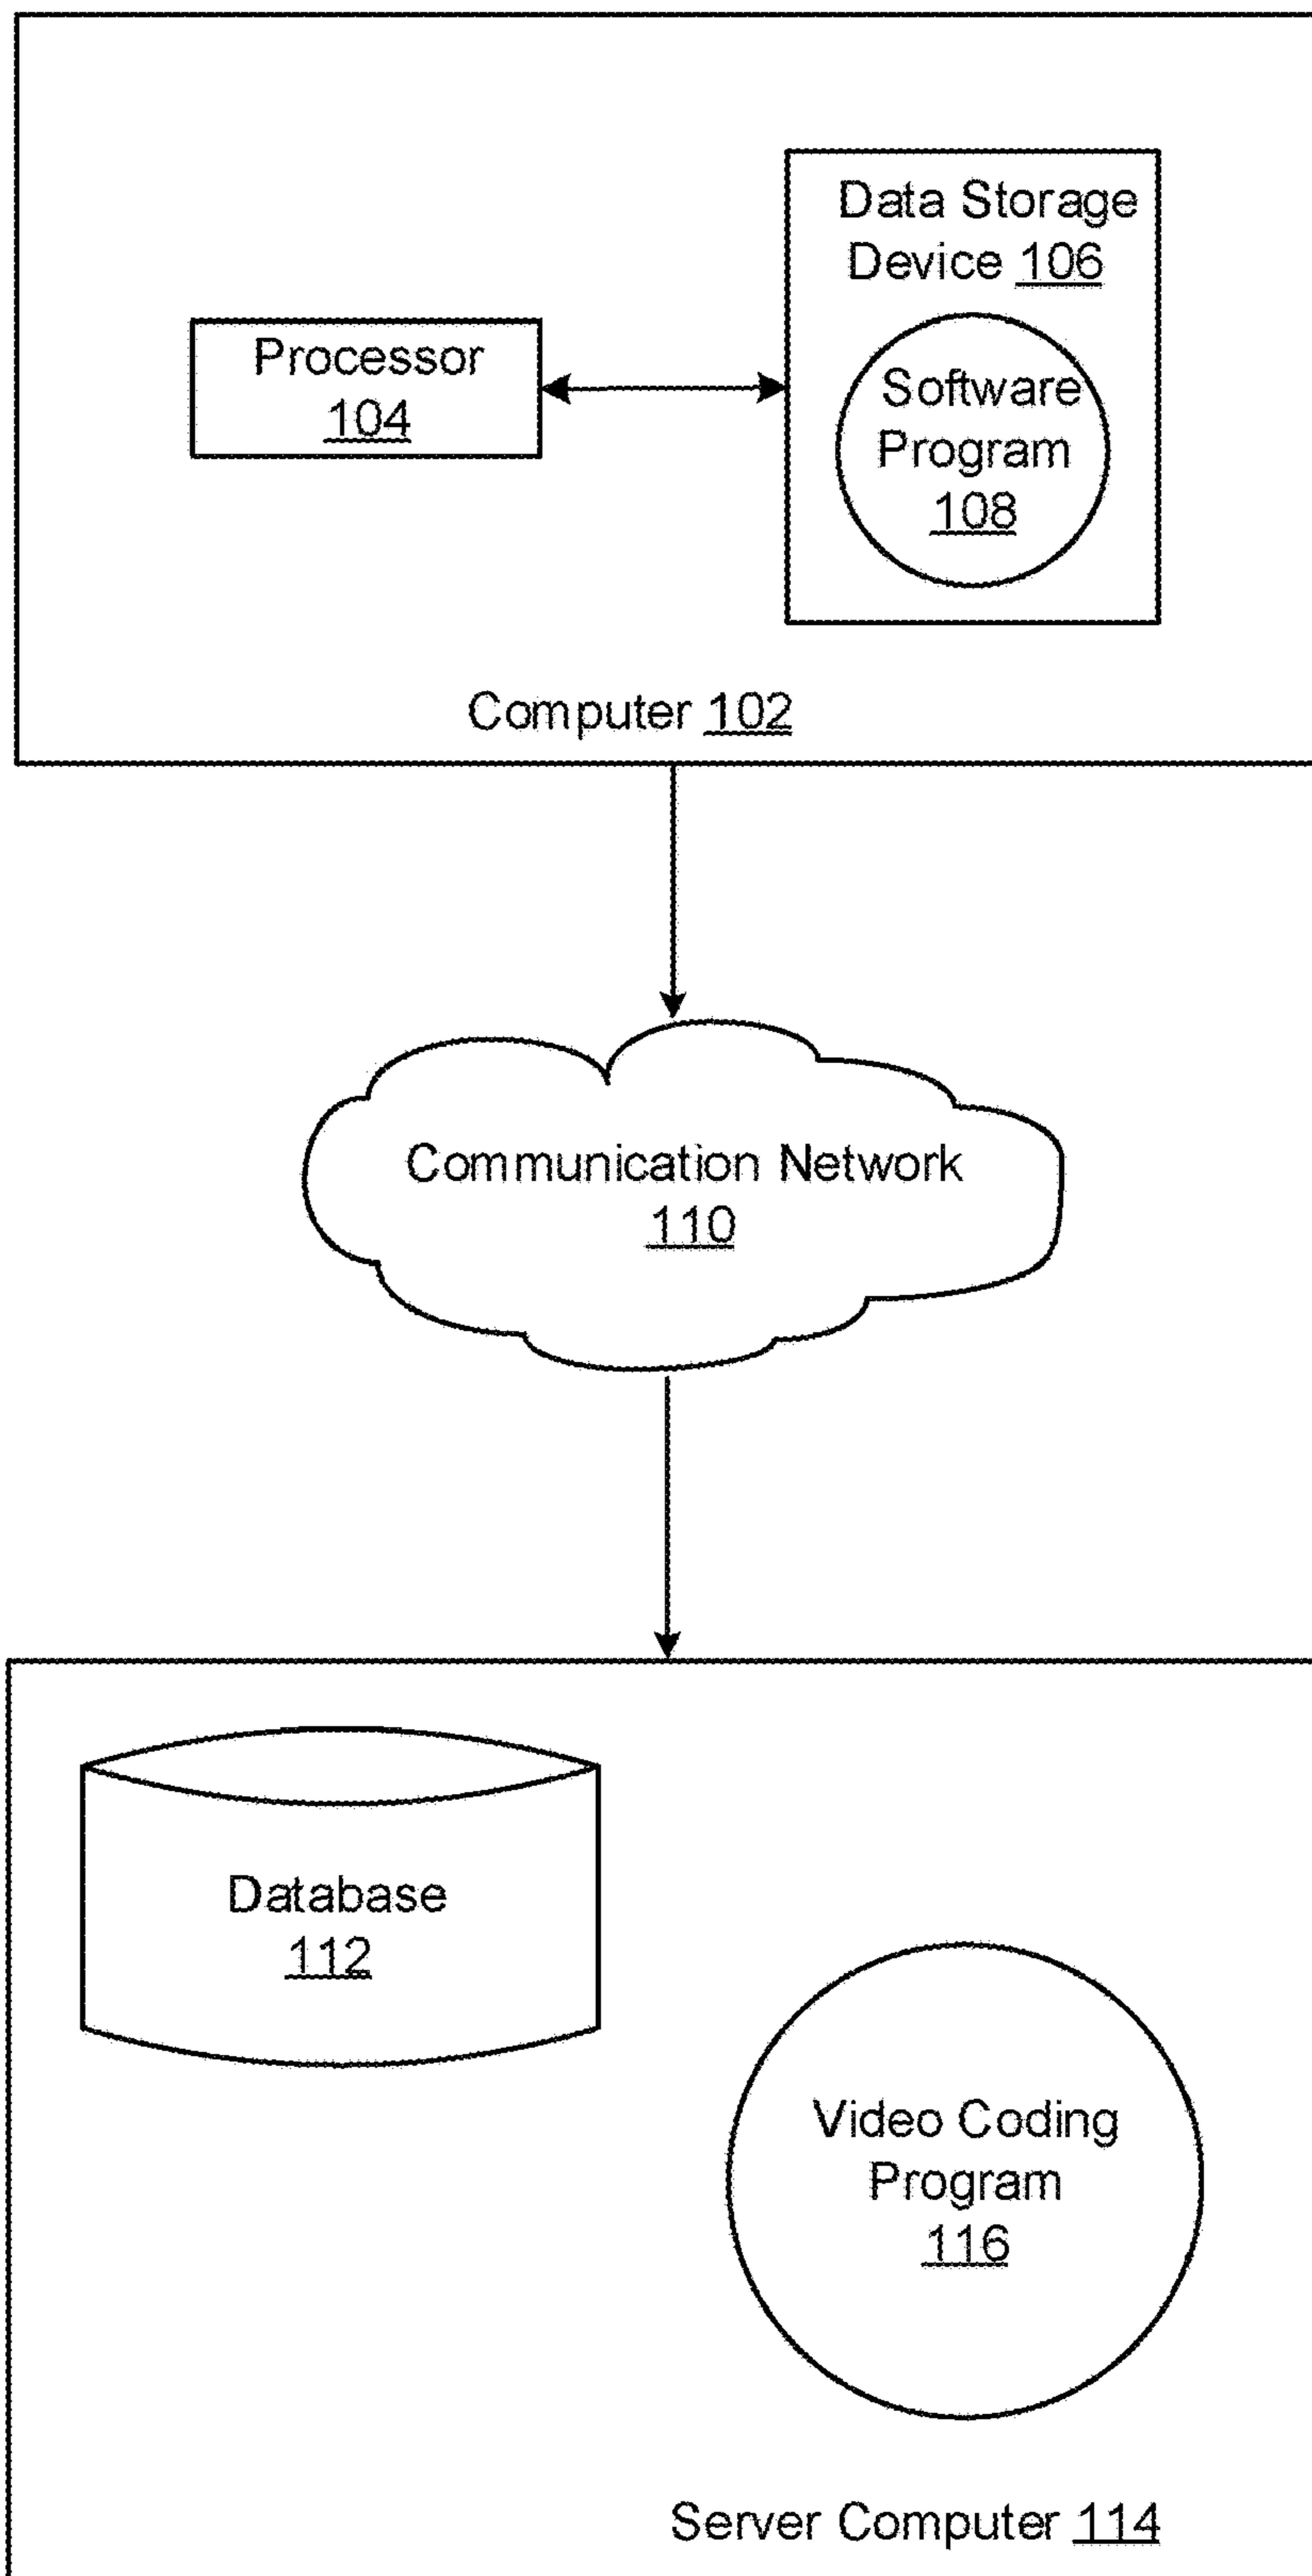 Data Storage
Device 106
Processor
104
Software
Program
108
Computer 102
Communication Network
110
Database
112
Video Coding
Program
116
Server Computer 114